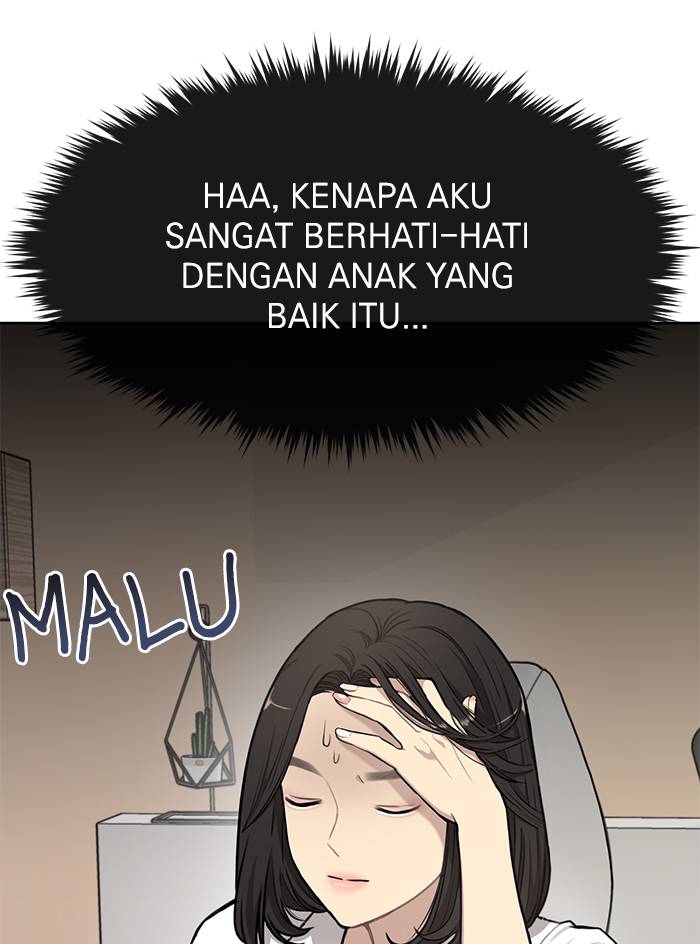 HAA, KENAPA AKU
SANGAT BERHATI-HATI
DENGAN ANAK YANG
BAIK ITU...
MALU